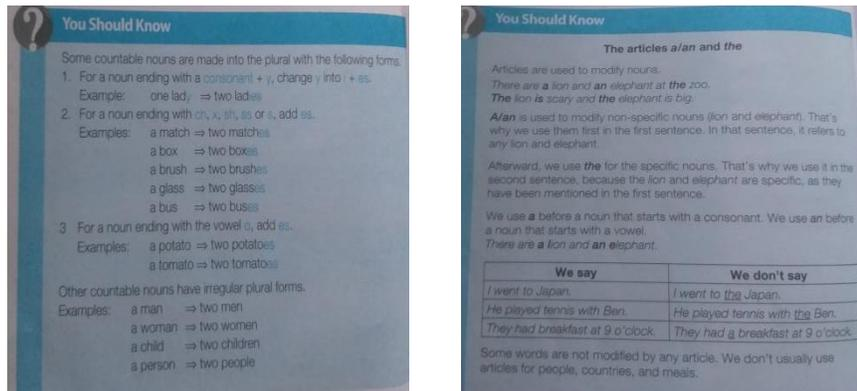 ?
You Should Know
Some countable nouns are made into the plural with the following forms.
1. For a noun ending with a consonant + y, change y into i + es.
Example: one lady ⇒ two ladies
2. For a noun ending with ch, x, sh, ss or s, add es.
Examples: a match ⇒ two matches
a box ⇒ two boxes
a brush ⇒ two brushes
a glass ⇒ two glasses
a bus ⇒ two buses
3 For a noun ending with the vowel o, add es.
Examples: a potato ⇒ two potatoes
a tomato ⇒ two tomatoes
Other countable nouns have irregular plural forms.
Examples: a man ⇒ two men
a woman ⇒ two women
a child ⇒ two children
a person ⇒ two people
?
You Should Know
The articles a/an and the
Articles are used to modify nouns.
There are a lion and an elephant at the zoo.
The lion is scary and the elephant is big.
A/an is used to modify non-specific nouns (lion and elephant). That's
why we use them first in the first sentence. In that sentence, it refers to
any lion and elephant.
Afterward, we use the for the specific nouns. That's why we use it in the
second sentence, because the lion and elephant are specific, as they
have been mentioned in the first sentence.
We use a before a noun that starts with a consonant. We use an before
a noun that starts with a vowel.
There are a lion and an elephant.
We say We don't say
I went to Japan. I went to the Japan.
He played tennis with Ben. He played tennis with the Ben.
They had breakfast at 9 o'clock. They had a breakfast at 9 o'clock.
Some words are not modified by any article. We don't usually use
articles for people, countries, and meals.